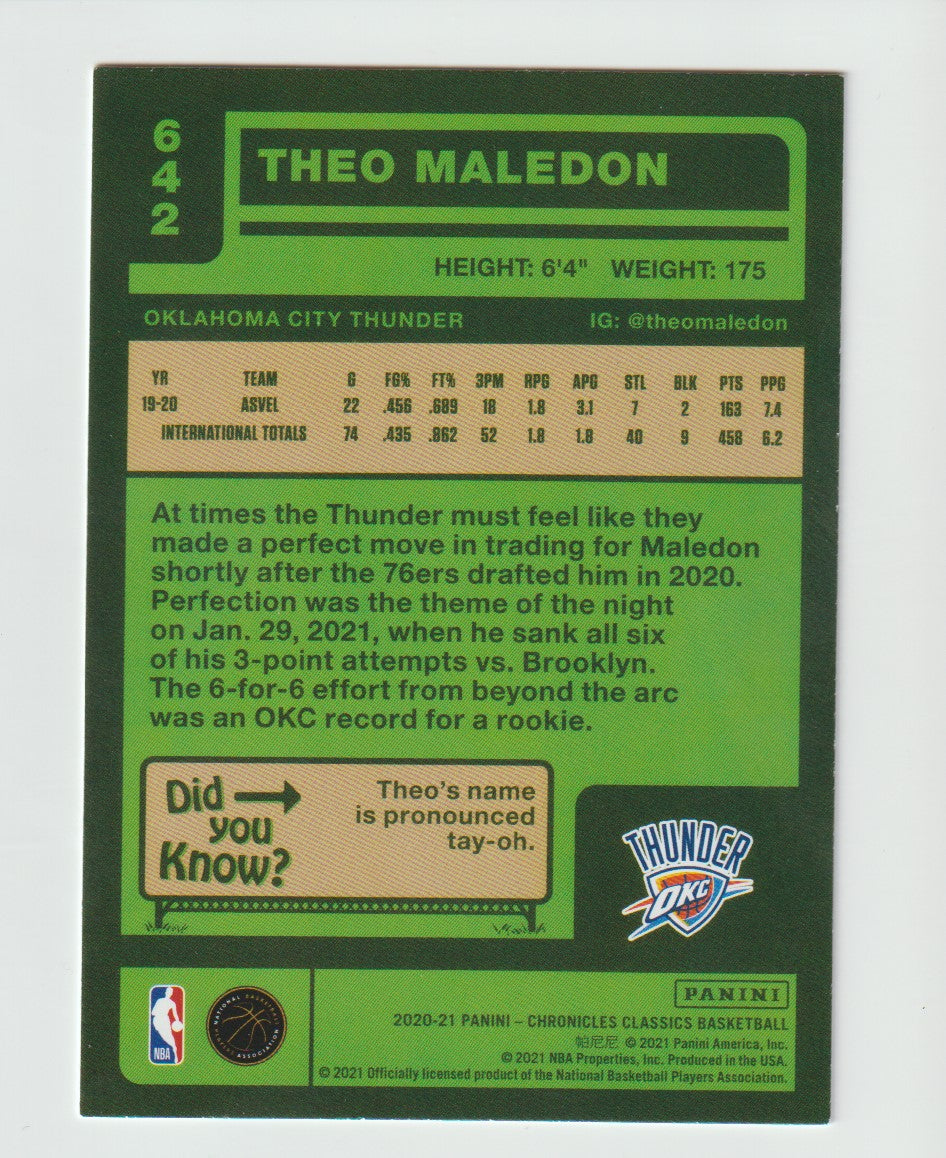 642
THEO MALEDON
HEIGHT: 6'4" WEIGHT: 175
OKLAHOMA CITY THUNDER IG: @theomaledon
YR TEAM G FG% FT% 3PM RPG APG STL BLK PTS PPG
19-20 ASVEL 22 .456 .689 18 1.8 3.1 7 2 163 7.4
INTERNATIONAL TOTALS 74 .435 .862 52 1.8 1.8 40 9 458 6.2
At times the Thunder must feel like they
made a perfect move in trading for Maledon
shortly after the 76ers drafted him in 2020.
Perfection was the theme of the night
on Jan. 29, 2021, when he sank all six
of his 3-point attempts vs. Brooklyn.
The 6-for-6 effort from beyond the arc
was an OKC record for a rookie.
Did
you
Know?
Theo's name
is pronounced
tay-oh.
THUNDER
OKC
NBA
NATIONAL BASKETBALL
PLAYERS ASSOCIATION
PANINI
2020-21 PANINI – CHRONICLES CLASSICS BASKETBALL
帕尼尼 © 2021 Panini America, Inc.
© 2021 NBA Properties, Inc. Produced in the USA.
© 2021 Officially licensed product of the National Basketball Players Association.